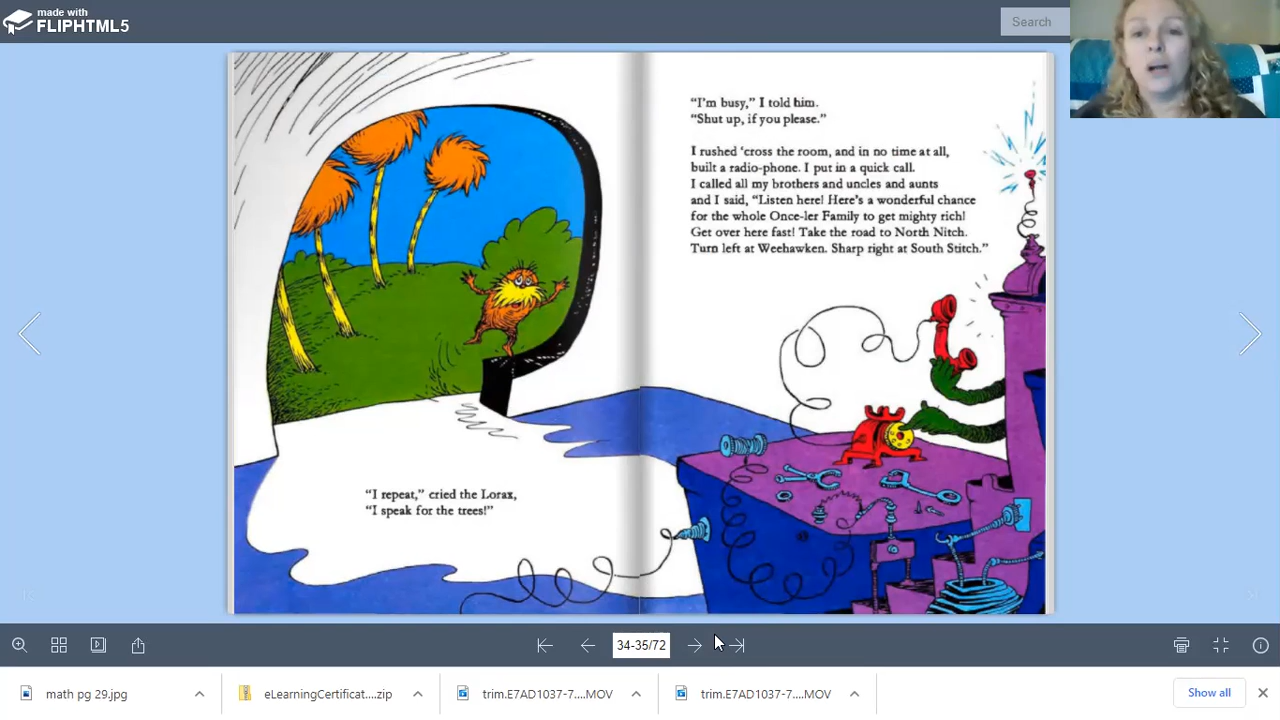 made with
FLIPHTML5
Search
"I'm busy," I told him.
"Shut up, if you please."
I rushed 'cross the room, and in no time at all,
built a radio-phone. I put in a quick call.
I called all my brothers and uncles and aunts
and I said, "Listen here! Here's a wonderful chance
for the whole Once-ler Family to get mighty rich!
Get over here fast! Take the road to North Nitch.
Turn left at Weehawken. Sharp right at South Stitch."
"I repeat," cried the Lorax,
"I speak for the trees!"
34-35/72
math pg 29.jpg
eLearningCertificat....zip
trim.E7AD1037-7....MOV
trim.E7AD1037-7....MOV
Show all